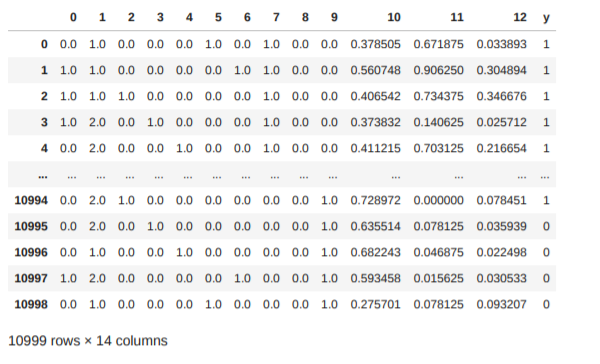 0 1 2 3 4 5 6 7 8 9 10 11 12 y
0 0.0 1.0 0.0 0.0 0.0 1.0 0.0 1.0 0.0 0.0 0.378505 0.671875 0.033893 1
1 1.0 1.0 0.0 0.0 0.0 0.0 1.0 1.0 0.0 0.0 0.560748 0.906250 0.304894 1
2 1.0 1.0 1.0 0.0 0.0 0.0 0.0 1.0 0.0 0.0 0.406542 0.734375 0.346676 1
3 1.0 2.0 0.0 1.0 0.0 0.0 0.0 1.0 0.0 0.0 0.373832 0.140625 0.025712 1
4 0.0 2.0 0.0 0.0 1.0 0.0 0.0 1.0 0.0 0.0 0.411215 0.703125 0.216654 1
... ... ... ... ... ... ... ... ... ... ... ... ... ... ...
10994 0.0 2.0 1.0 0.0 0.0 0.0 0.0 0.0 0.0 1.0 0.728972 0.000000 0.078451 1
10995 0.0 2.0 0.0 1.0 0.0 0.0 0.0 0.0 0.0 1.0 0.635514 0.078125 0.035939 0
10996 0.0 1.0 0.0 0.0 1.0 0.0 0.0 0.0 0.0 1.0 0.682243 0.046875 0.022498 0
10997 1.0 2.0 0.0 0.0 0.0 0.0 1.0 0.0 0.0 1.0 0.593458 0.015625 0.030533 0
10998 0.0 1.0 0.0 0.0 0.0 1.0 0.0 0.0 0.0 1.0 0.275701 0.078125 0.093207 0
10999 rows × 14 columns